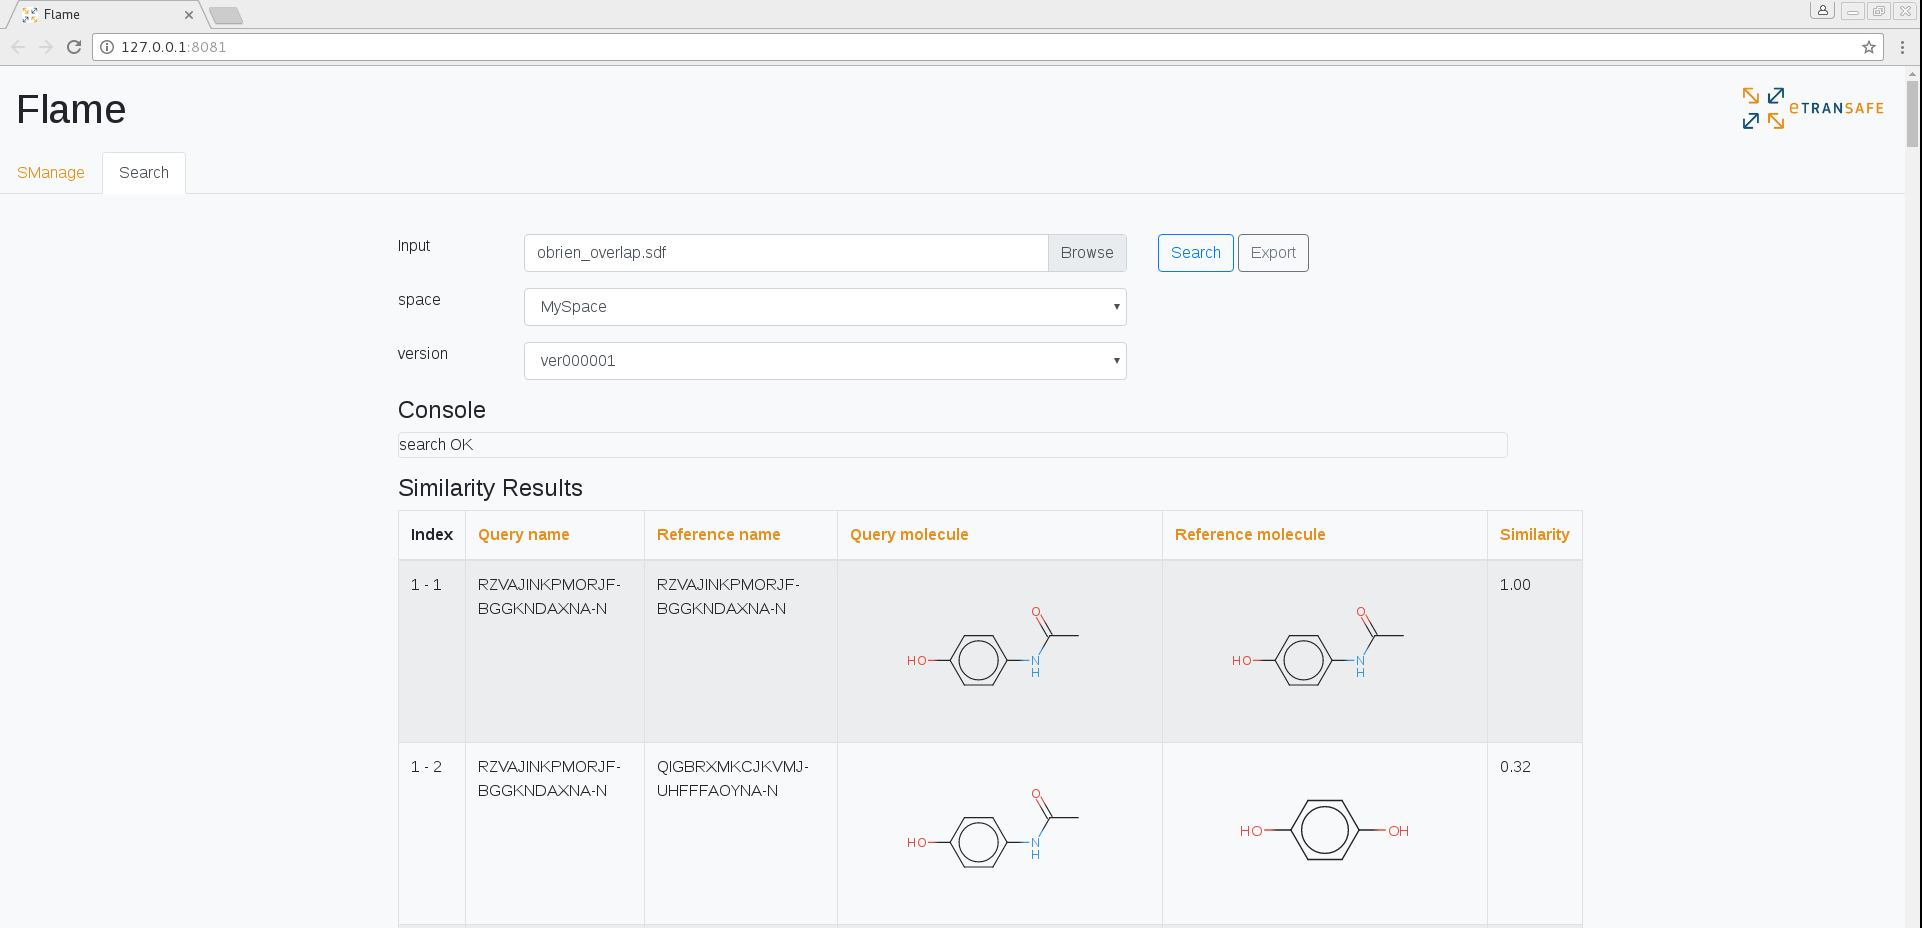 Flame
127.0.0.1:8081
Flame
eTRANSAFE
SManage
Search
Input
obrien_overlap.sdf
Browse
Search
Export
space
MySpace
version
ver000001
Console
search OK
Similarity Results
Index
Query name
Reference name
Query molecule
Reference molecule
Similarity
1 - 1
RZVAJINKPMORJF-
BGGKNDAXNA-N
RZVAJINKPMORJF-
BGGKNDAXNA-N
HO
O
N
H
HO
O
N
H
1.00
1 - 2
RZVAJINKPMORJF-
BGGKNDAXNA-N
QIGBRXMKCJKVMJ-
UHFFFAOYNA-N
HO
O
N
H
HO
OH
0.32